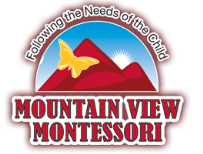 Following the Needs of the Child
MOUNTAIN VIEW
MONTESSORI